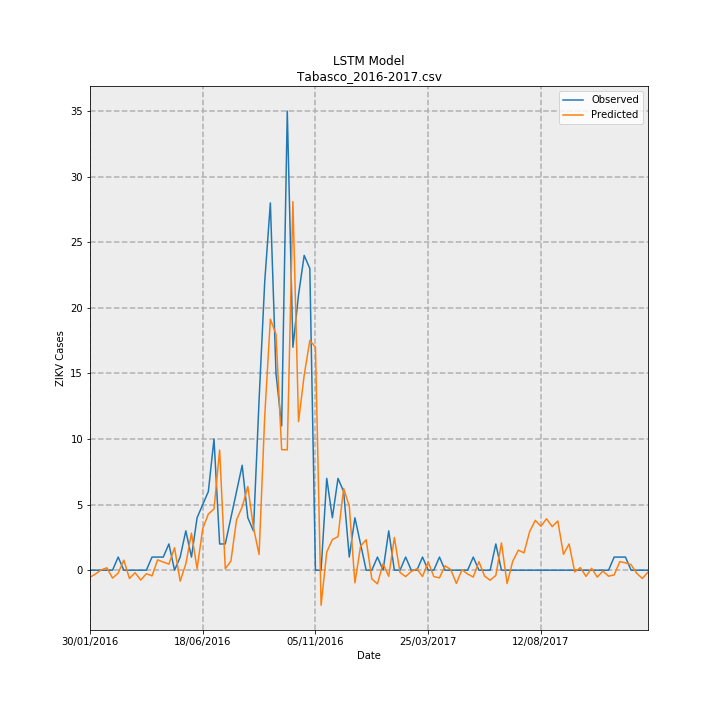 LSTM Model
Tabasco_2016-2017.csv
Observed
Predicted
35
30
25
20
15
10
5
0
ZIKV Cases
30/01/2016
18/06/2016
05/11/2016
25/03/2017
12/08/2017
Date